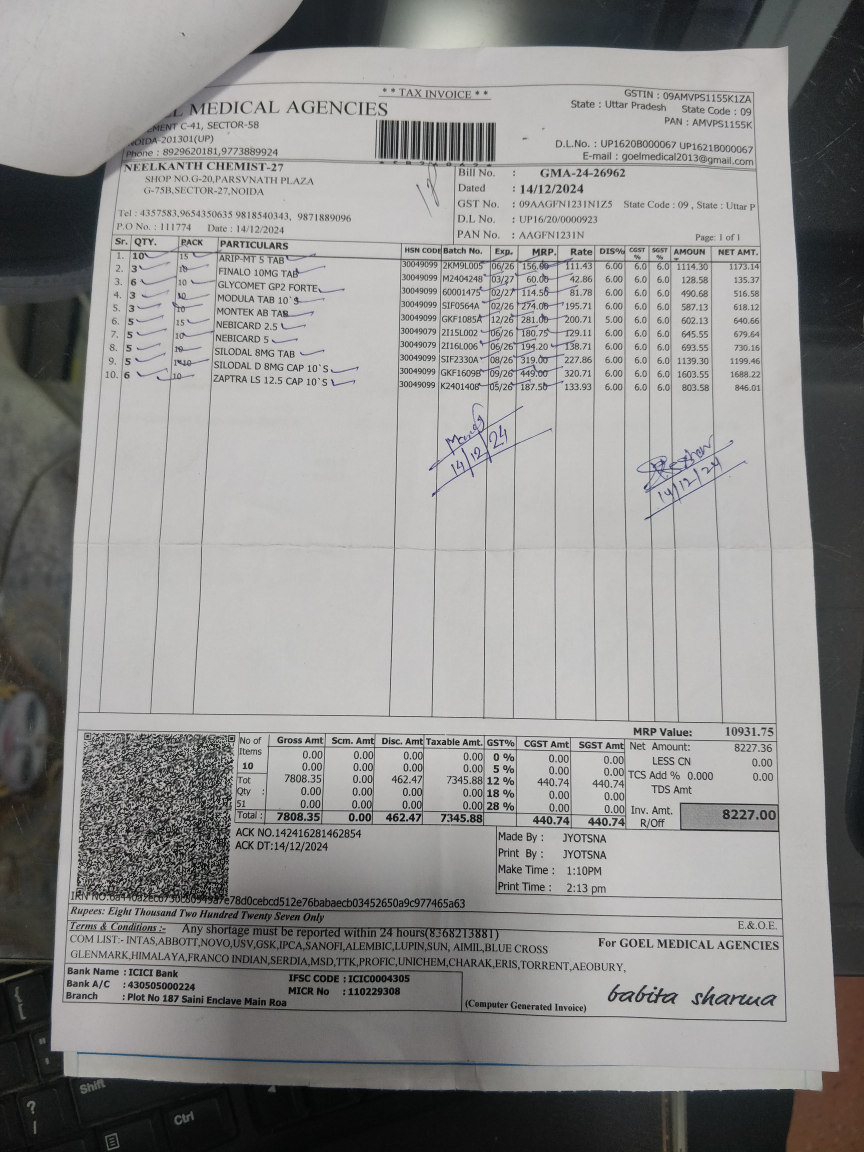 ** TAX INVOICE **
GSTIN : 09AMVPS1155K1ZA
State : Uttar Pradesh State Code : 09
PAN : AMVPS1155K
MEDICAL AGENCIES
C-41, SECTOR-58
NOIDA-201301(UP)
Phone : 8929620181,9773889924
D.L.No. : UP1620B000067 UP1621B000067
E-mail : goelmedical2013@gmail.com
NEELKANTH CHEMIST-27
SHOP NO.G-20,PARSVNATH PLAZA
G-75B,SECTOR-27,NOIDA
Tel : 4357583,9654350635 9818540343, 9871889096
P.O No. : 111774 Date : 14/12/2024
Bill No. : GMA-24-26962
Dated : 14/12/2024
GST No. : 09AAGFN1231N1Z5 State Code : 09 , State : Uttar P
D.L No. : UP16/20/0000923
PAN No. : AAGFN1231N
Page: 1 of 1
Sr. QTY. PACK PARTICULARS HSN CODE Batch No. Exp. MRP. Rate DIS% CGST % SGST % AMOUN NET AMT.
1. 10 15 ARIP-MT 5 TAB 30049099 2KM9L005 06/26 156.00 111.43 6.00 6.0 6.0 1114.30 1173.14
2. 3 10 FINALO 10MG TAB 30049099 M2404248 03/27 60.00 42.86 6.00 6.0 6.0 128.58 135.37
3. 6 10 GLYCOMET GP2 FORTE 30049099 60001475 02/27 114.50 81.78 6.00 6.0 6.0 490.68 516.58
4. 3 10 MODULA TAB 10`S 30049099 SIF0564A 02/26 274.00 195.71 6.00 6.0 6.0 587.13 618.12
5. 3 10 MONTEK AB TAB 30049099 GKF1085A 12/26 281.00 200.71 5.00 6.0 6.0 602.13 640.66
6. 5 15 NEBICARD 2.5 30049079 2I15L002 06/26 180.75 129.11 6.00 6.0 6.0 645.55 679.64
7. 5 10 NEBICARD 5 30049079 2I16L006 06/26 194.20 138.71 6.00 6.0 6.0 693.55 730.16
8. 5 10 SILODAL 8MG TAB 30049099 SIF2330A 08/26 319.00 227.86 6.00 6.0 6.0 1139.30 1199.46
9. 5 1*10 SILODAL D 8MG CAP 10`S 30049099 GKF1609B 09/26 449.00 320.71 6.00 6.0 6.0 1603.55 1688.22
10. 6 10 ZAPTRA LS 12.5 CAP 10`S 30049099 K2401408 05/26 187.50 133.93 6.00 6.0 6.0 803.58 846.01
14/12/24
14/12/24
MRP Value: 10931.75
No of Items 10 Tot Qty : 51
Gross Amt Scm. Amt Disc. Amt Taxable Amt. GST% CGST Amt SGST Amt
0.00 0.00 0.00 0.00 0 % 0.00 0.00
0.00 0.00 0.00 0.00 5 % 0.00 0.00
7808.35 0.00 462.47 7345.88 12 % 440.74 440.74
0.00 0.00 0.00 0.00 18 % 0.00 0.00
0.00 0.00 0.00 0.00 28 % 0.00 0.00
Total : 7808.35 0.00 462.47 7345.88 440.74 440.74
Net Amount: 8227.36
LESS CN 0.00
TCS Add % 0.000 0.00
TDS Amt
Inv. Amt. 8227.00
R/Off
ACK NO.142416281462854
ACK DT:14/12/2024
Made By : JYOTSNA
Print By : JYOTSNA
Make Time : 1:10PM
Print Time : 2:13 pm
Rupees: Eight Thousand Two Hundred Twenty Seven Only
E.& O.E.
Terms & Conditions :- Any shortage must be reported within 24 hours(8368213881)
COM LIST:- INTAS,ABBOTT,NOVO,USV,GSK,IPCA,SANOFI,ALEMBIC,LUPIN,SUN, AIMIL,BLUE CROSS
GLENMARK,HIMALAYA,FRANCO INDIAN,SERDIA,MSD,TTK,PROFIC,UNICHEM,CHARAK,ERIS,TORRENT,AEOBURY,
For GOEL MEDICAL AGENCIES
Bank Name : ICICI Bank
Bank A/C : 430505000224
Branch : Plot No 187 Saini Enclave Main Roa
IFSC CODE : ICIC0004305
MICR No : 110229308
(Computer Generated Invoice)
babita sharma
Shift
Ctrl